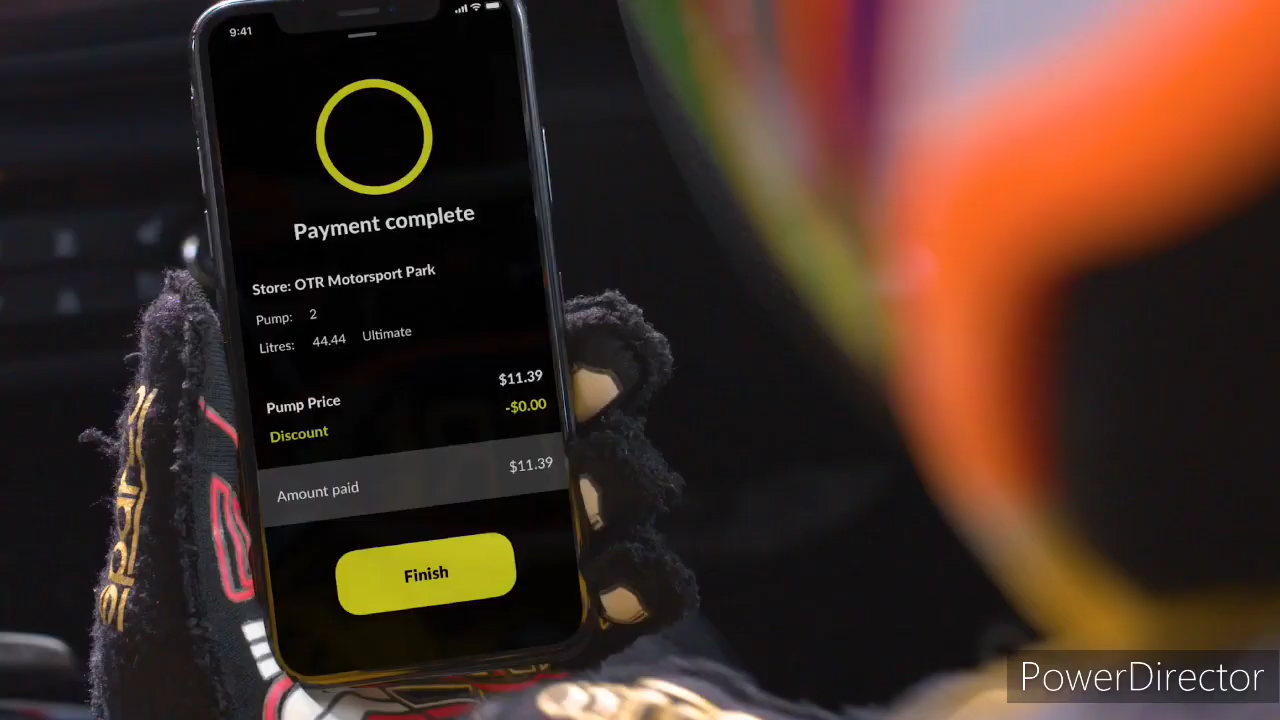 9:41
Payment complete
Store: OTR Motorsport Park
Pump: 2
Litres: 44.44 Ultimate
Pump Price $11.39
Discount -$0.00
Amount paid $11.39
Finish
PowerDirector